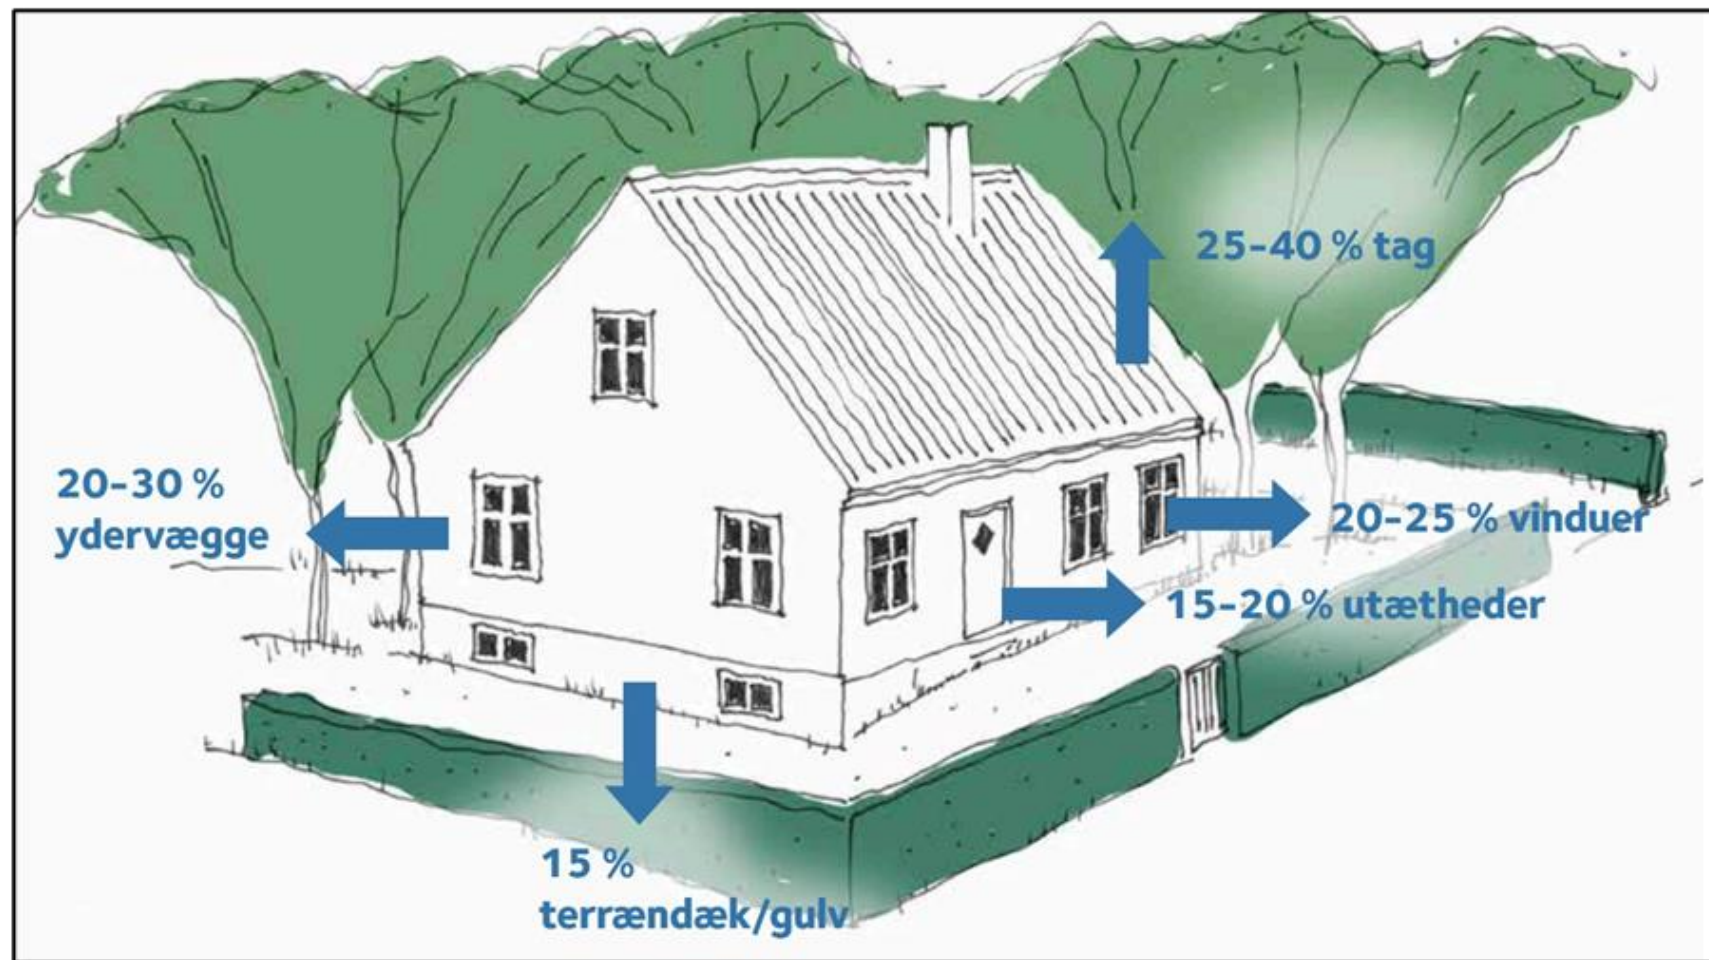 25-40 % tag
20-30 %
ydervægge
20-25 % vinduer
15-20 % utætheder
15 %
terrændæk/gulv